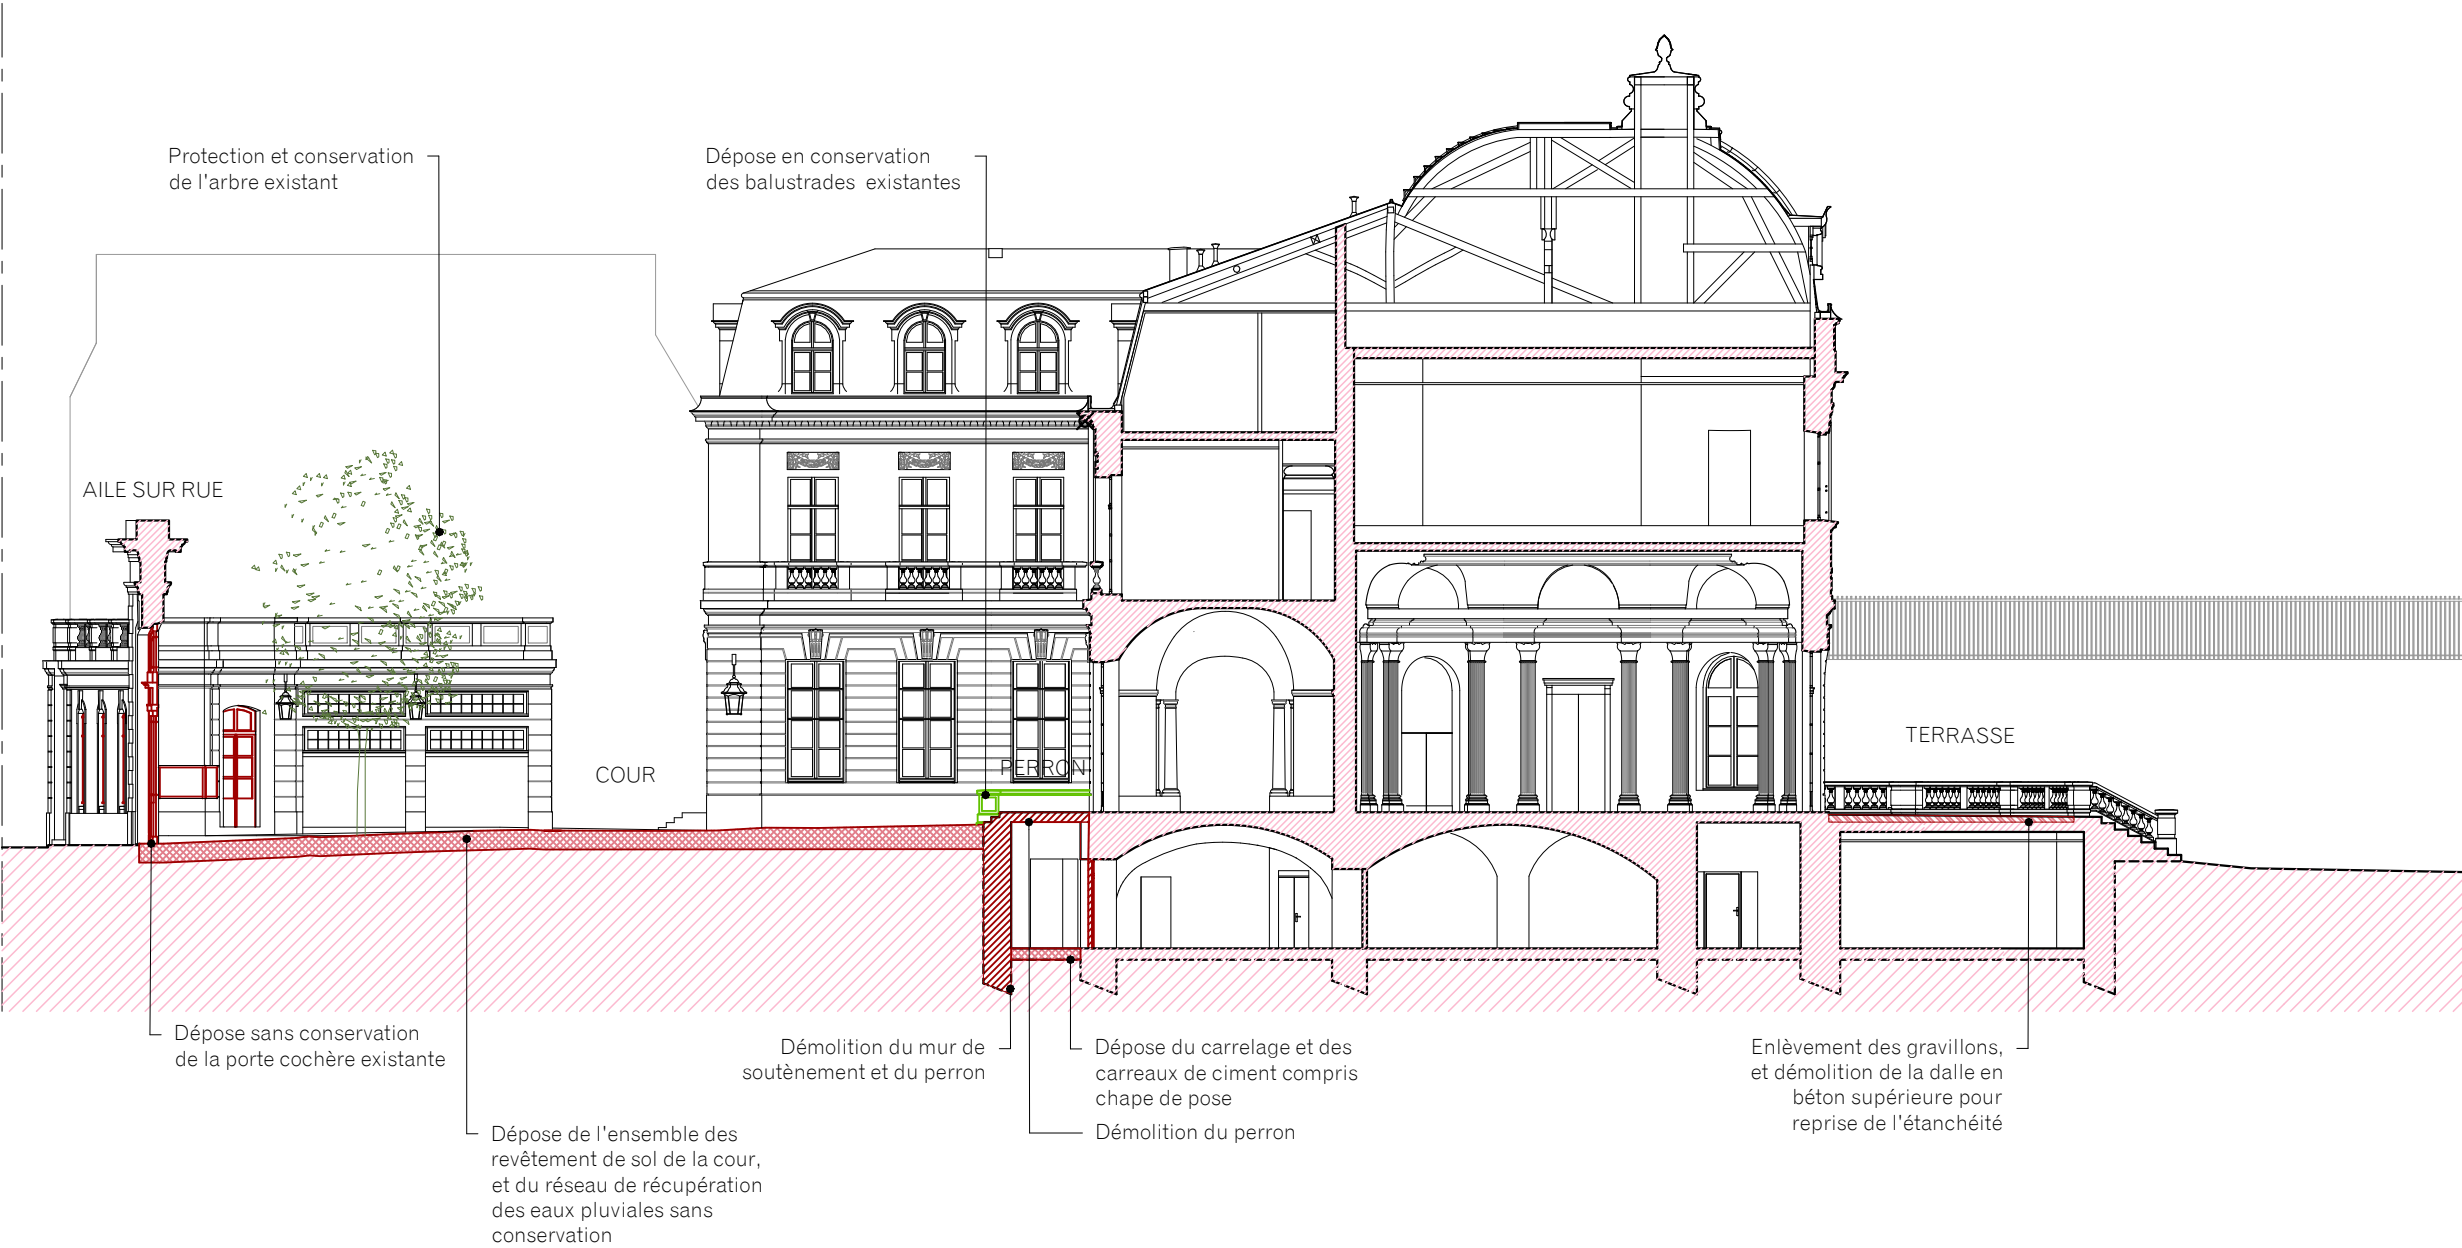 Protection et conservation
de l'arbre existant
Dépose en conservation
des balustrades existantes
AILE SUR RUE
COUR
PERRON
TERRASSE
Dépose sans conservation
de la porte cochère existante
Dépose de l'ensemble des
revêtement de sol de la cour,
et du réseau de récupération
des eaux pluviales sans
conservation
Démolition du mur de
soutènement et du perron
Dépose du carrelage et des
carreaux de ciment compris
chape de pose
Démolition du perron
Enlèvement des gravillons,
et démolition de la dalle en
béton supérieure pour
reprise de l'étanchéité